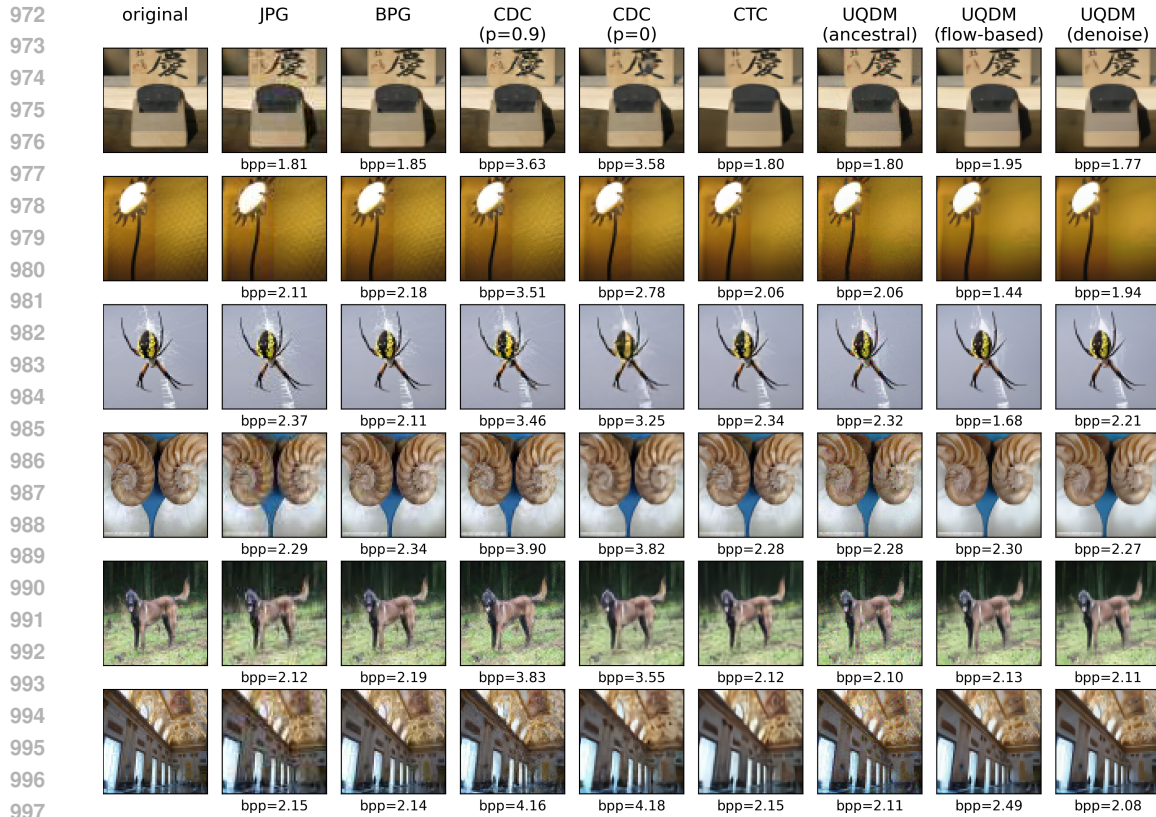 972 original JPG BPG CDC CDC CTC UQDM UQDM UQDM
973 (p=0.9) (p=0) (ancestral) (flow-based) (denoise)
974 慶
975
976
977 bpp=1.81 bpp=1.85 bpp=3.63 bpp=3.58 bpp=1.80 bpp=1.80 bpp=1.95 bpp=1.77
978
979
980
981 bpp=2.11 bpp=2.18 bpp=3.51 bpp=2.78 bpp=2.06 bpp=2.06 bpp=1.44 bpp=1.94
982
983
984
985 bpp=2.37 bpp=2.11 bpp=3.46 bpp=3.25 bpp=2.34 bpp=2.32 bpp=1.68 bpp=2.21
986
987
988
989 bpp=2.29 bpp=2.34 bpp=3.90 bpp=3.82 bpp=2.28 bpp=2.28 bpp=2.30 bpp=2.27
990
991
992
993 bpp=2.12 bpp=2.19 bpp=3.83 bpp=3.55 bpp=2.12 bpp=2.10 bpp=2.13 bpp=2.11
994
995
996
997 bpp=2.15 bpp=2.14 bpp=4.16 bpp=4.18 bpp=2.15 bpp=2.11 bpp=2.49 bpp=2.08